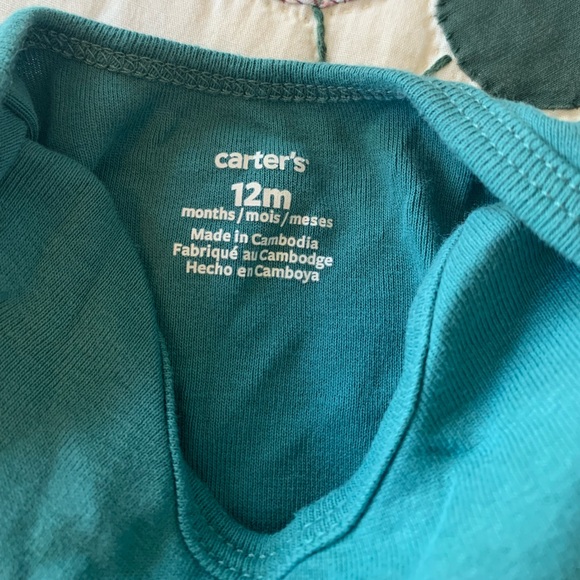 carter's
12m
months/mois/meses
Made in Cambodia
Fabriqué au Cambodge
Hecho en Camboya